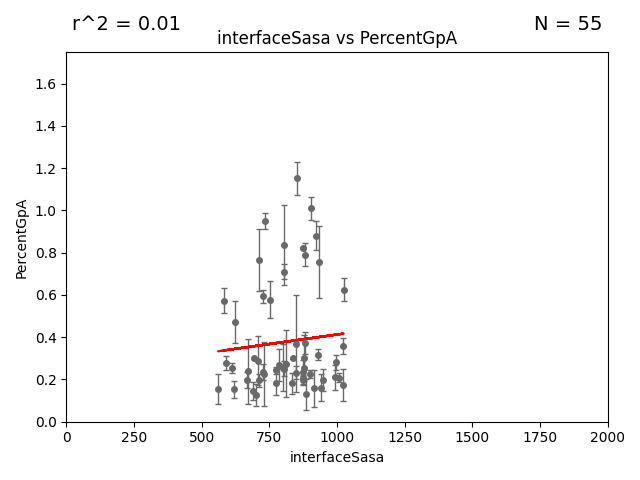 r^2 = 0.01
N = 55
interfaceSasa vs PercentGpA
PercentGpA
1.6
1.4
1.2
1.0
0.8
0.6
0.4
0.2
0.0
0 250 500 750 1000 1250 1500 1750 2000
interfaceSasa